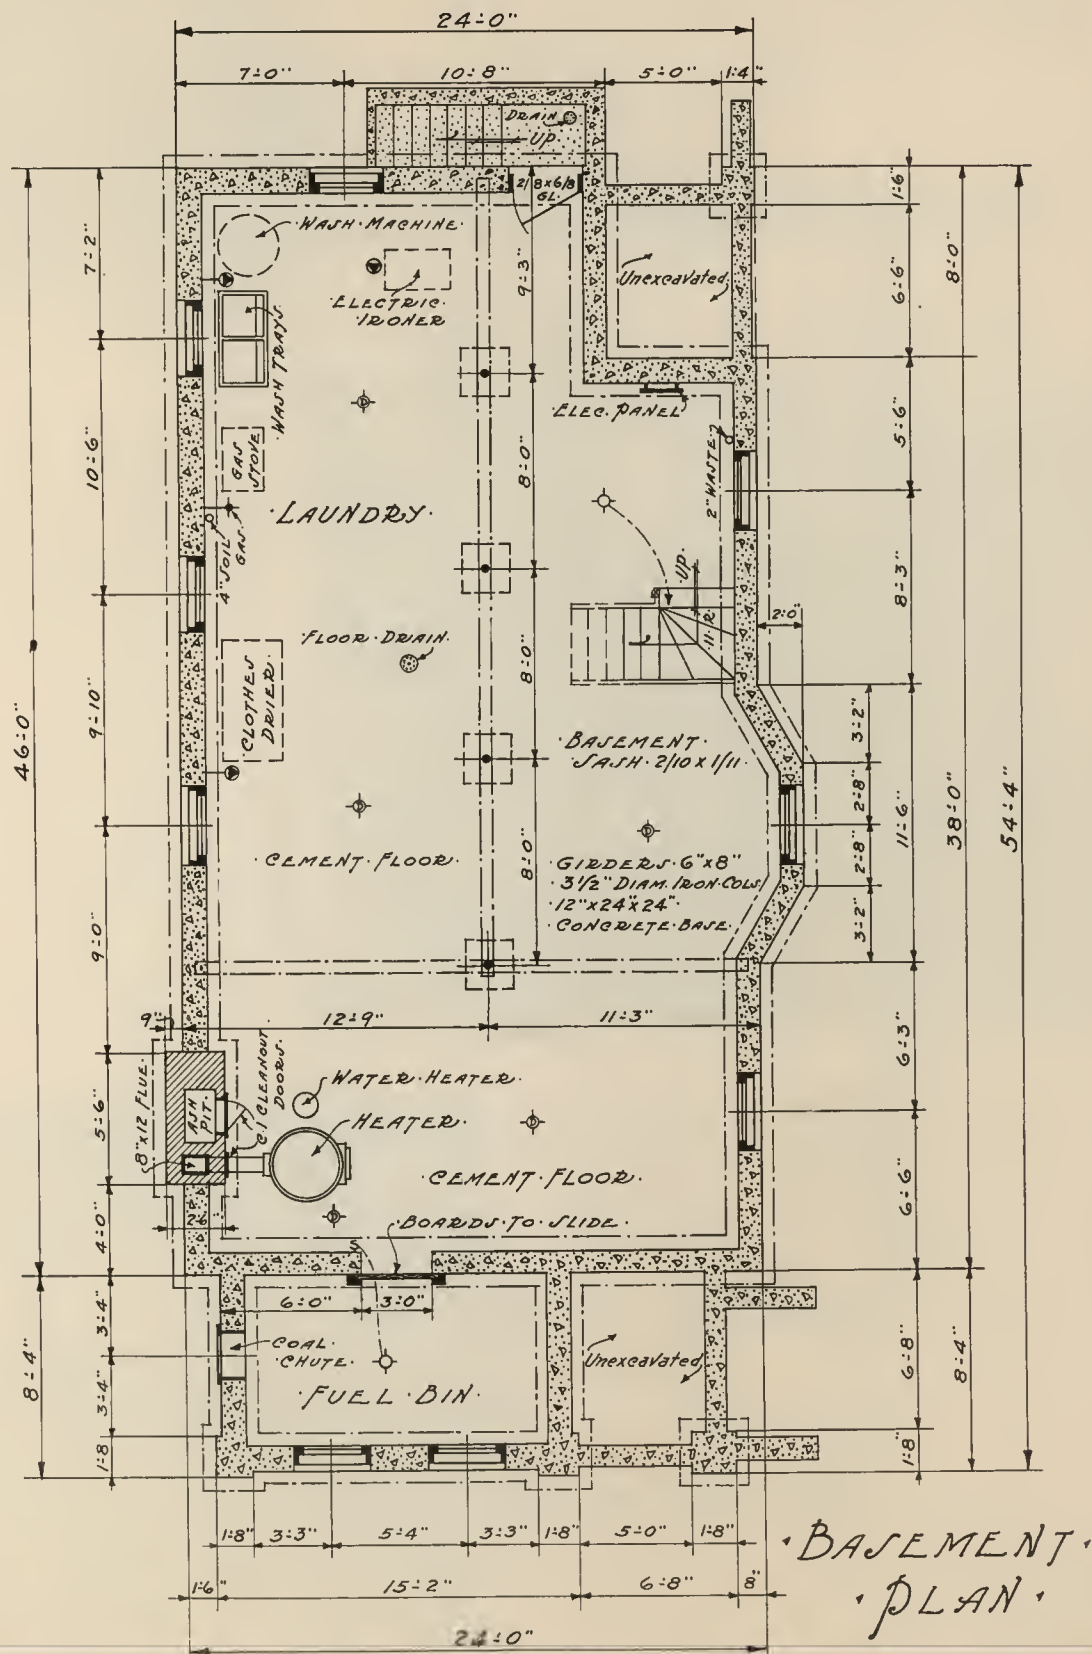 24'-0"
7'-0" 10'-8" 5'-0" 1'-4"
DRAIN
UP
2/8 x 6/8
GL.
1'-6"
7'-2"
WASH · MACHINE ·
9'-3"
Unexcavated
6'-6"
8'-0"
· ELECTRIC ·
· IRONER
· WASH TRAYS ·
· ELEC. PANEL
5'-6"
GAS
STOVE
10'-6"
8'-0"
2" WASTE
· LAUNDRY ·
4" SOIL
GAS
UP.
11-R
8'-3"
2'-0"
· FLOOR · DRAIN ·
8'-0"
46'-0"
9'-10"
CLOTHES
DRIER
3'-2"
· BASEMENT ·
· SASH · 2/10 x 1/11 ·
2'-8"
11'-6"
38'-0"
54'-4"
· CEMENT · FLOOR ·
8'-0"
2'-8"
· GIRDERS · 6"x8"
· 3 1/2" DIAM. IRON · COLS.
· 12"x24"x24" ·
· CONCRETE · BASE ·
3'-2"
9'-0"
9" 12'-9" 11'-3"
6'-3"
8"x12 FLUE.
ASH
PIT.
C.I CLEANOUT
DOORS.
· WATER · HEATER ·
· HEATER ·
5'-6"
· CEMENT · FLOOR ·
6'-6"
2'-6"
· BOARDS · TO · SLIDE ·
4'-0"
S
6'-0" 3'-0"
3'-4"
· COAL ·
· CHUTE ·
8'-4"
Unexcavated
6'-8"
8'-4"
3'-4"
· FUEL · BIN ·
1'-8
1'-8"
1'-8" 3'-3" 5'-4" 3'-3" 1'-8" 5'-0" 1'-8"
1'-6" 15'-2" 6'-8" 8"
24'-0"
· BASEMENT ·
· PLAN ·